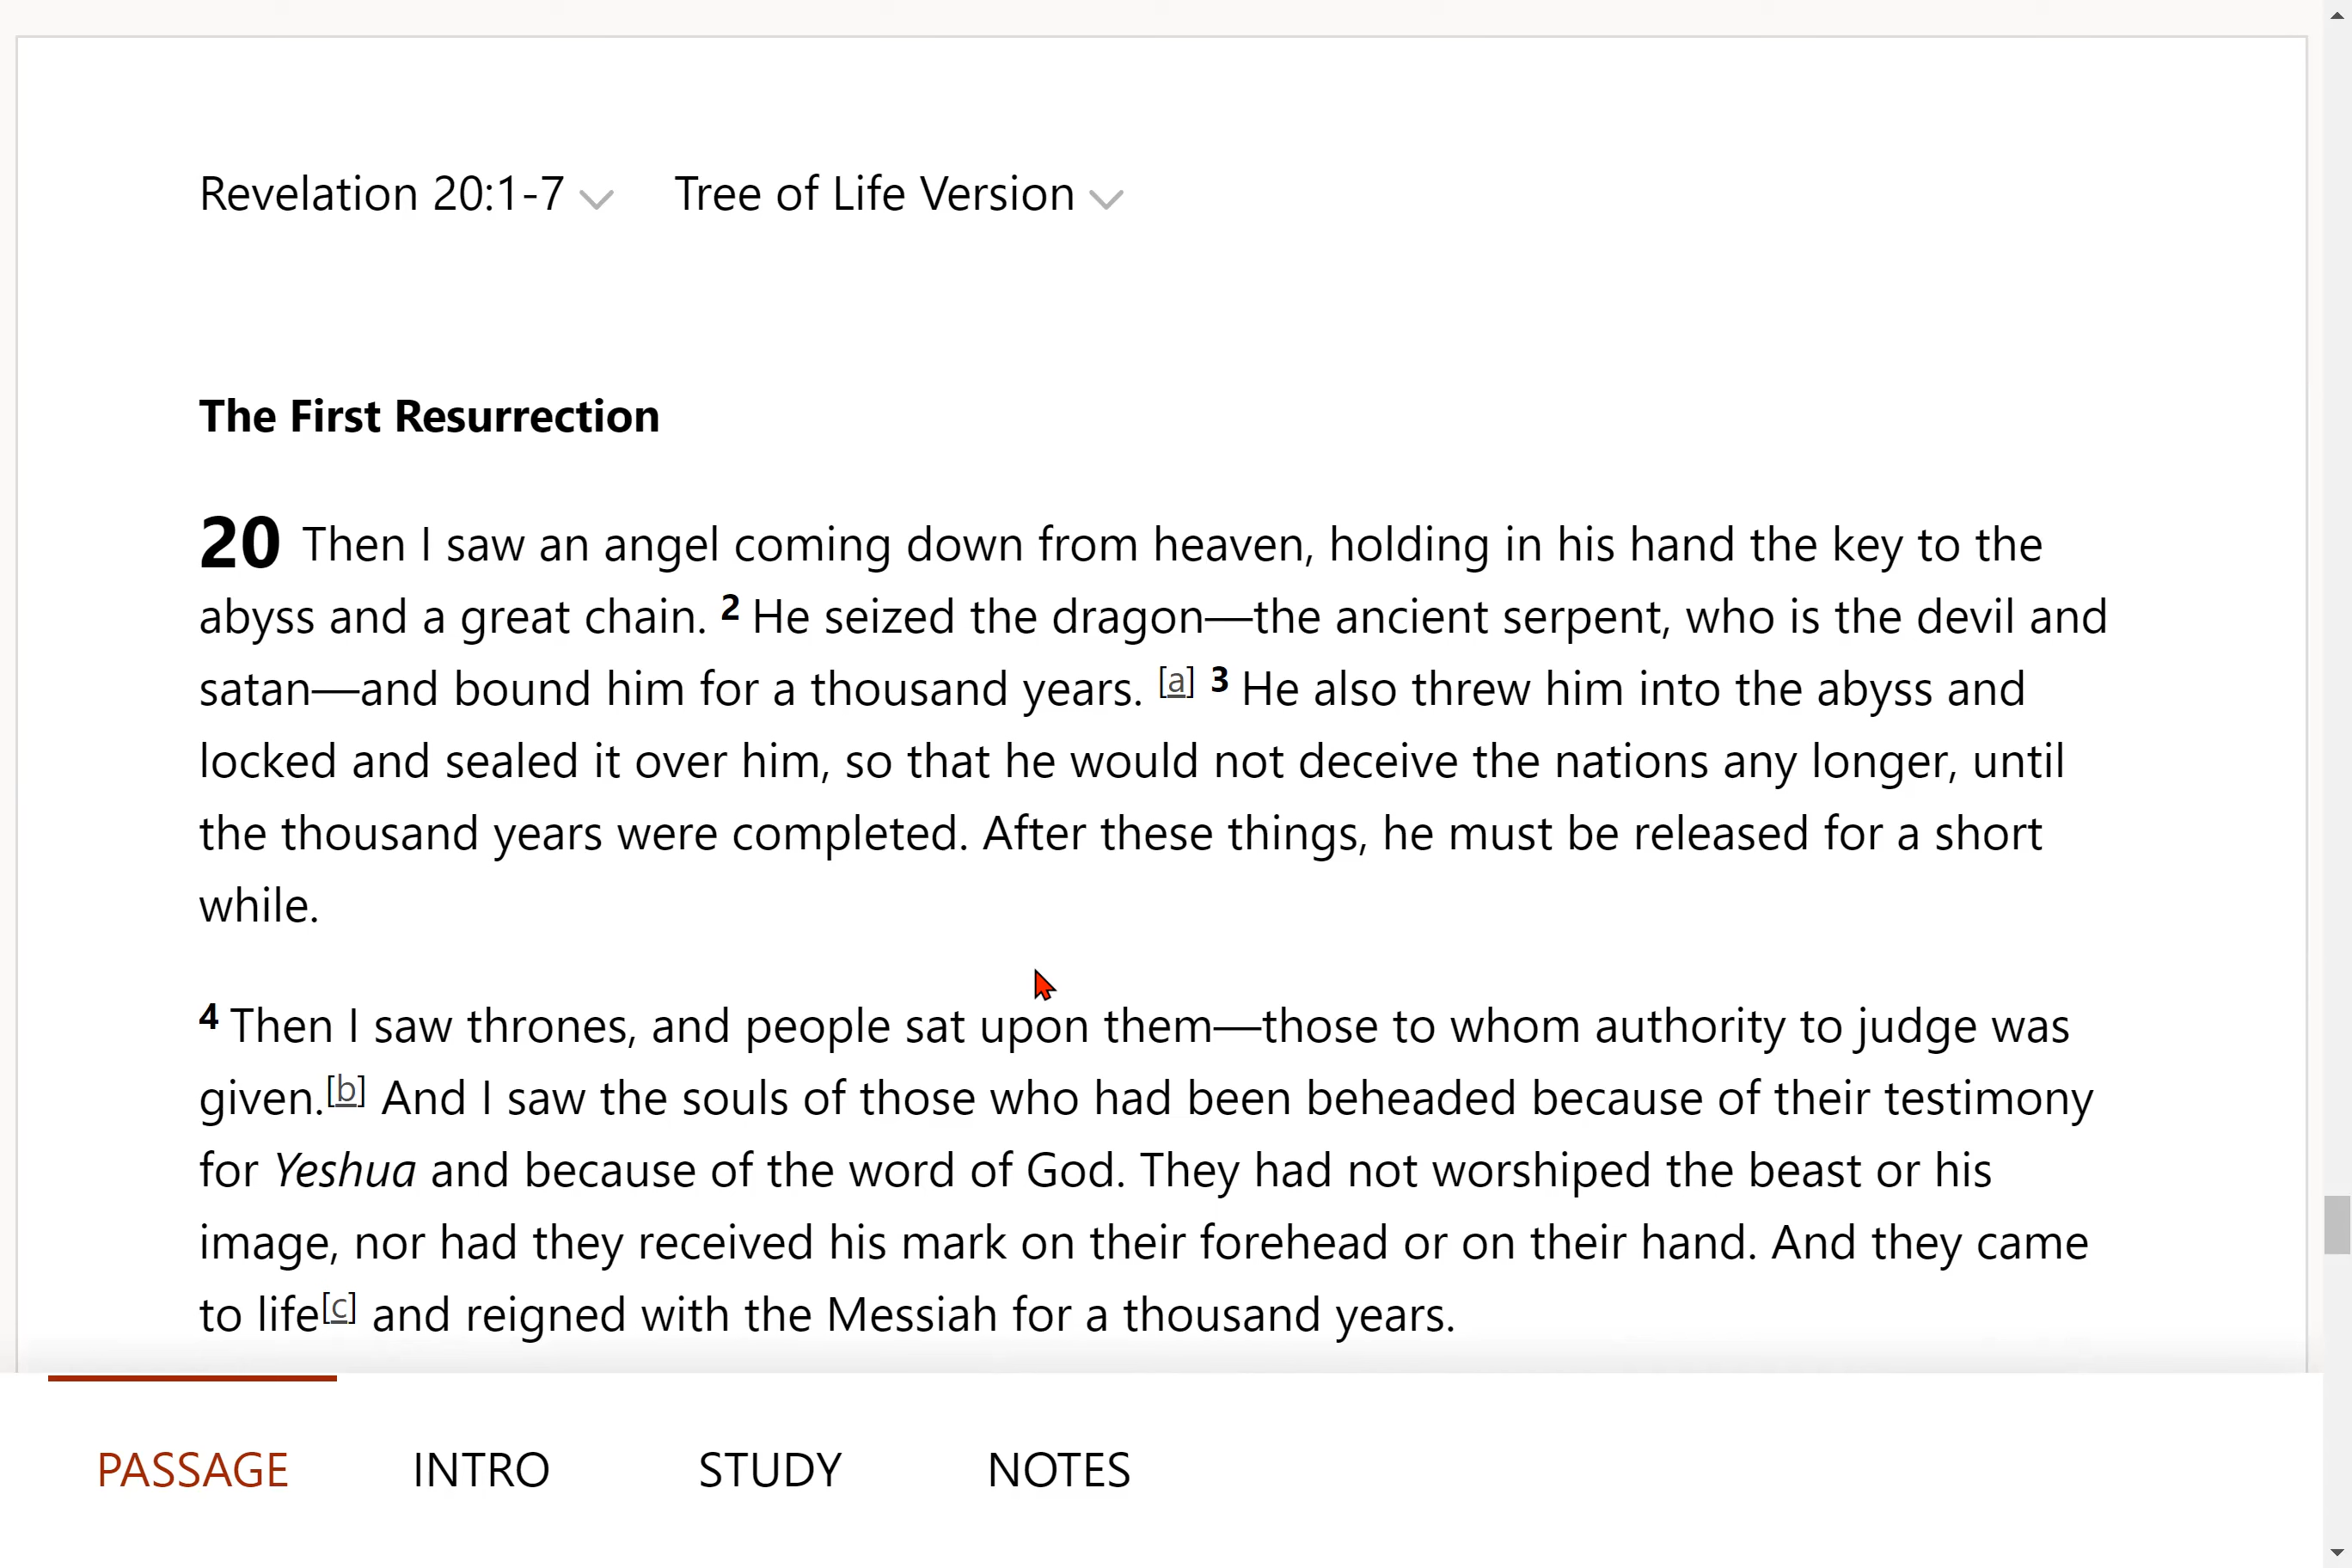 Revelation 20:1-7 Tree of Life Version
The First Resurrection
20 Then I saw an angel coming down from heaven, holding in his hand the key to the
abyss and a great chain. 2 He seized the dragon—the ancient serpent, who is the devil and
satan—and bound him for a thousand years. [a] 3 He also threw him into the abyss and
locked and sealed it over him, so that he would not deceive the nations any longer, until
the thousand years were completed. After these things, he must be released for a short
while.
4 Then I saw thrones, and people sat upon them—those to whom authority to judge was
given.[b] And I saw the souls of those who had been beheaded because of their testimony
for Yeshua and because of the word of God. They had not worshiped the beast or his
image, nor had they received his mark on their forehead or on their hand. And they came
to life[c] and reigned with the Messiah for a thousand years.
PASSAGE INTRO STUDY NOTES